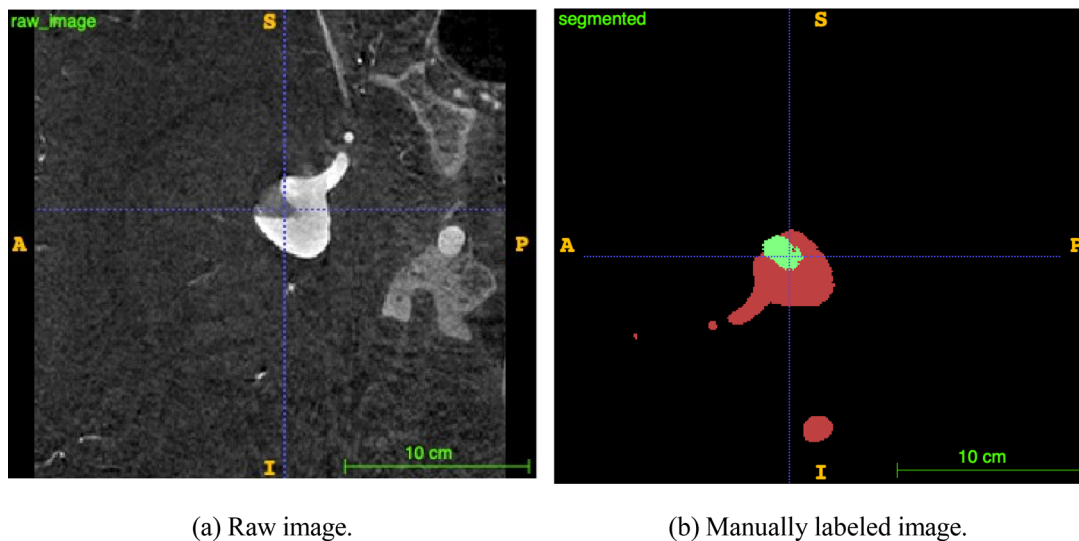 raw_image
S
A
P
10 cm
I
segmented
S
A
P
10 cm
I
(a) Raw image.
(b) Manually labeled image.